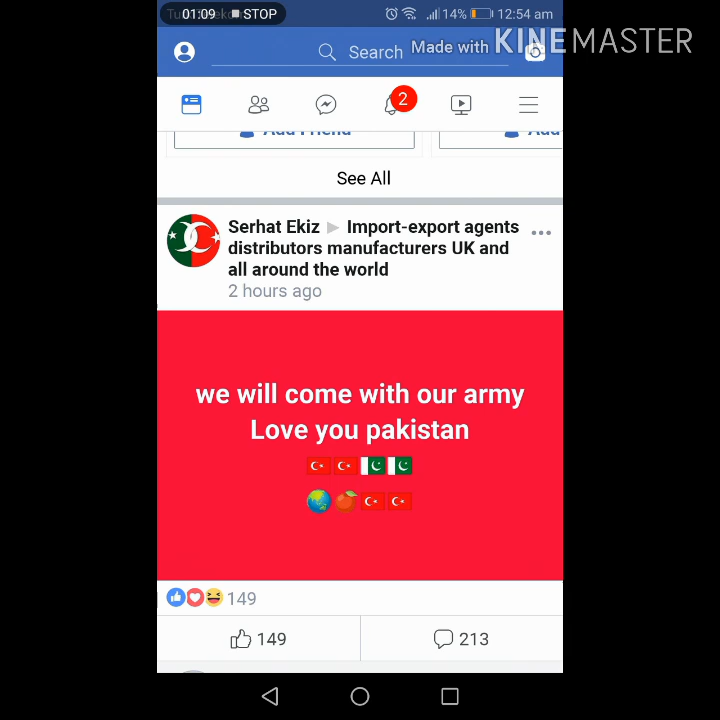 01:09 STOP 14% 12:54 am
Search
Made with KINEMASTER
2
Add Friend
See All
Serhat Ekiz ▶ Import-export agents
distributors manufacturers UK and
all around the world
2 hours ago
we will come with our army
Love you pakistan
🇹🇷🇹🇷🇵🇰🇵🇰
🌏🍊🇹🇷🇹🇷
149
149 213